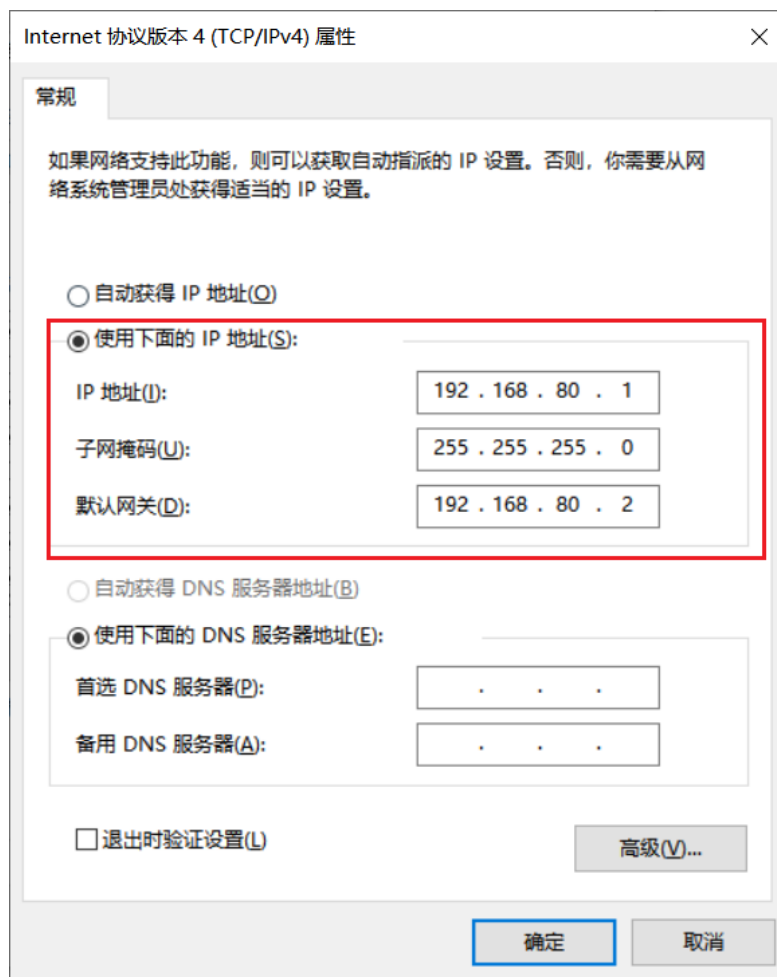 Internet 协议版本 4 (TCP/IPv4) 属性
常规
如果网络支持此功能，则可以获取自动指派的 IP 设置。否则，你需要从网
络系统管理员处获得适当的 IP 设置。
自动获得 IP 地址(O)
使用下面的 IP 地址(S):
IP 地址(I): 192 . 168 . 80 . 1
子网掩码(U): 255 . 255 . 255 . 0
默认网关(D): 192 . 168 . 80 . 2
自动获得 DNS 服务器地址(B)
使用下面的 DNS 服务器地址(E):
首选 DNS 服务器(P): . . .
备用 DNS 服务器(A): . . .
退出时验证设置(L)
高级(V)...
确定 取消